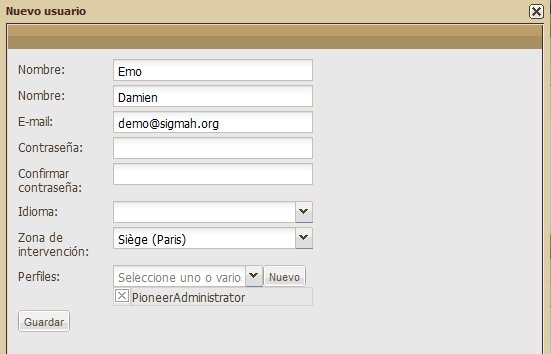 Nuevo usuario
Nombre: Emo
Nombre: Damien
E-mail: demo@sigmah.org
Contraseña:
Confirmar
contraseña:
Idioma:
Zona de
intervención: Siège (Paris)
Perfiles: Seleccione uno o vario Nuevo
PioneerAdministrator
Guardar